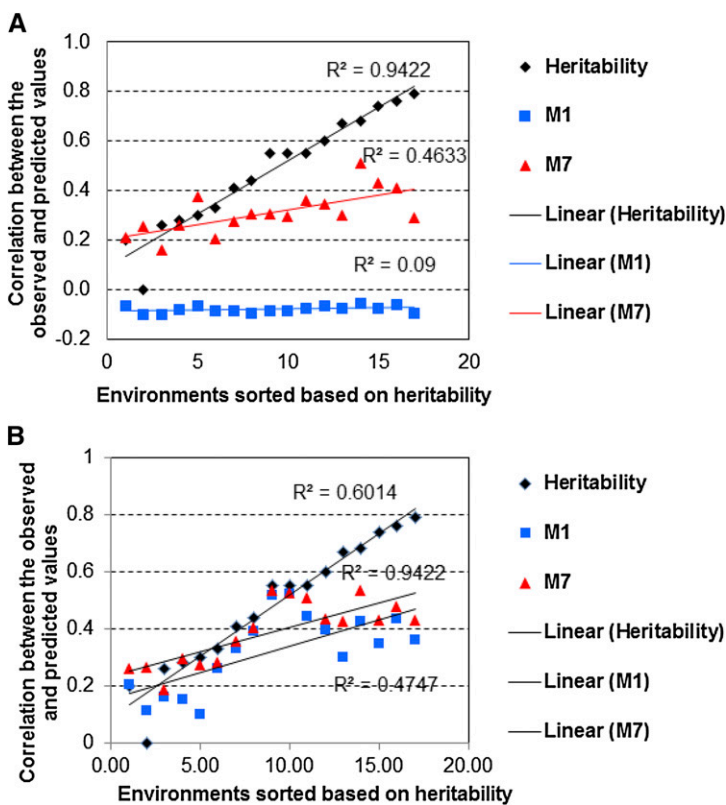 A
Correlation between the
observed and predicted values
1.0
0.8
0.6
0.4
0.2
0.0
-0.2
R² = 0.9422
R² = 0.4633
R² = 0.09
0
5
10
15
20
Environments sorted based on heritability
Heritability
M1
M7
Linear (Heritability)
Linear (M1)
Linear (M7)
B
Correlation between the observed
and predicted values
1
0.8
0.6
0.4
0.2
0
R² = 0.6014
R² = 0.9422
R² = 0.4747
0.00
5.00
10.00
15.00
20.00
Environments sorted based on heritability
Heritability
M1
M7
Linear (Heritability)
Linear (M1)
Linear (M7)